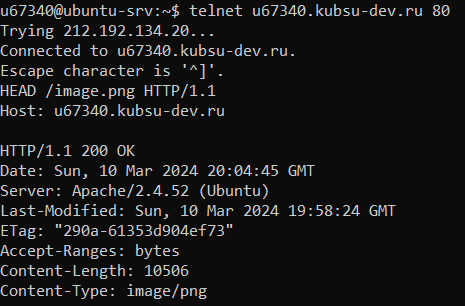 u67340@ubuntu-srv:~$ telnet u67340.kubsu-dev.ru 80
Trying 212.192.134.20...
Connected to u67340.kubsu-dev.ru.
Escape character is '^]'.
HEAD /image.png HTTP/1.1
Host: u67340.kubsu-dev.ru

HTTP/1.1 200 OK
Date: Sun, 10 Mar 2024 20:04:45 GMT
Server: Apache/2.4.52 (Ubuntu)
Last-Modified: Sun, 10 Mar 2024 19:58:24 GMT
ETag: "290a-61353d904ef73"
Accept-Ranges: bytes
Content-Length: 10506
Content-Type: image/png